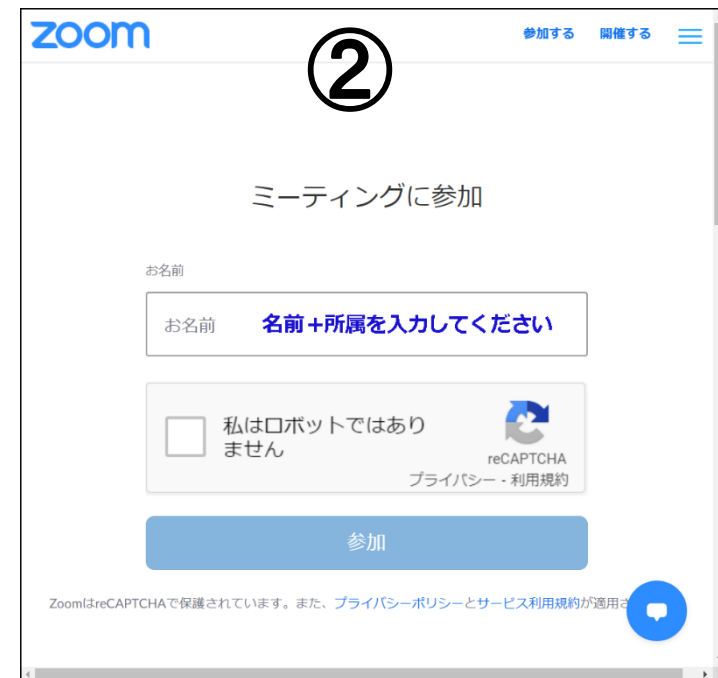 zoom
参加する 開催する
②
ミーティングに参加
お名前
お名前 名前+所属を入力してください
私はロボットではあり
ません
reCAPTCHA
プライバシー - 利用規約
参加
ZoomはreCAPTCHAで保護されています。また、プライバシーポリシーとサービス利用規約が適用さ